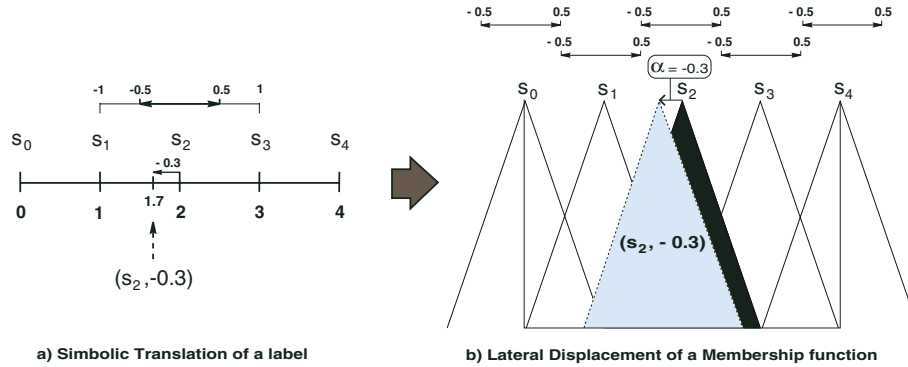 -1 -0.5 0.5 1
s0 s1 s2 s3 s4
- 0.3
0 1 1.7 2 3 4
(s2,-0.3)
a) Simbolic Translation of a label
- 0.5 0.5 - 0.5 0.5 - 0.5 0.5
- 0.5 0.5 - 0.5 0.5
α = -0.3
s0 s1 s2 s3 s4
(s2, - 0.3)
b) Lateral Displacement of a Membership function